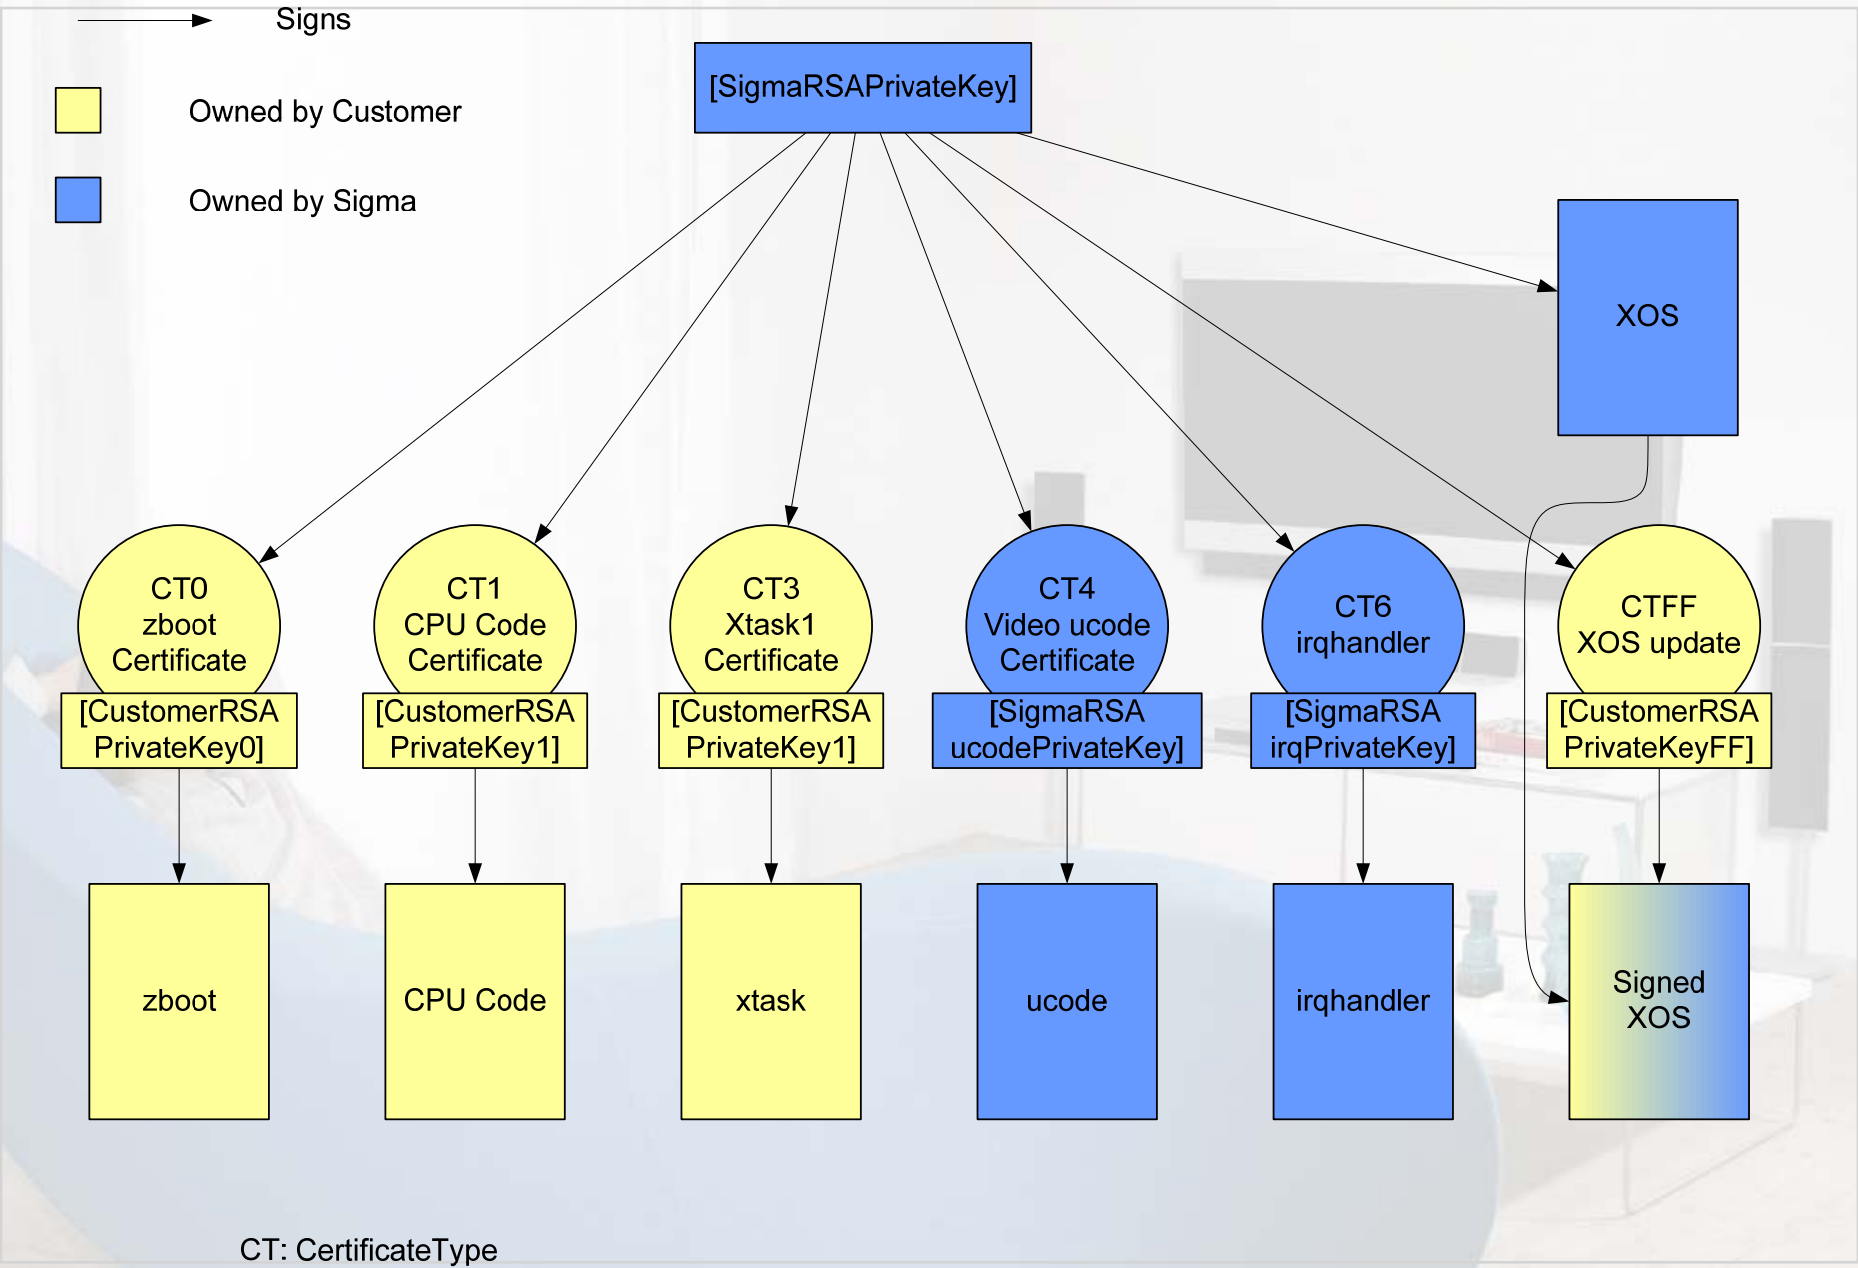 Signs
[SigmaRSAPrivateKey]
Owned by Customer
Owned by Sigma
XOS
CT0
zboot
Certificate
[CustomerRSA
PrivateKey0]
CT1
CPU Code
Certificate
[CustomerRSA
PrivateKey1]
CT3
Xtask1
Certificate
[CustomerRSA
PrivateKey1]
CT4
Video ucode
Certificate
[SigmaRSA
ucodePrivateKey]
CT6
irqhandler
[SigmaRSA
irqPrivateKey]
CTFF
XOS update
[CustomerRSA
PrivateKeyFF]
zboot
CPU Code
xtask
ucode
irqhandler
Signed
XOS
CT: CertificateType